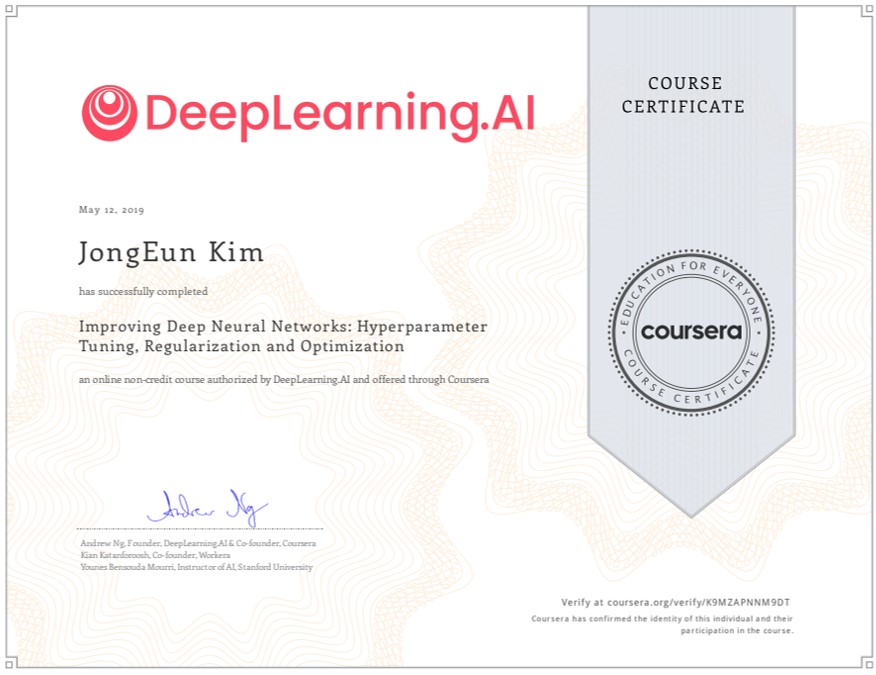 DeepLearning.AI
COURSE
CERTIFICATE
May 12, 2019
JongEun Kim
has successfully completed
Improving Deep Neural Networks: Hyperparameter
Tuning, Regularization and Optimization
an online non-credit course authorized by DeepLearning.AI and offered through Coursera
EDUCATION FOR EVERYONE
coursera
COURSE CERTIFICATE
Andrew Ng
Andrew Ng, Founder, DeepLearning.AI & Co-founder, Coursera
Kian Katanforoosh, Co-founder, Workera
Younes Bensouda Mourri, Instructor of AI, Stanford University
Verify at coursera.org/verify/K9MZAPNNM9DT
Coursera has confirmed the identity of this individual and their
participation in the course.